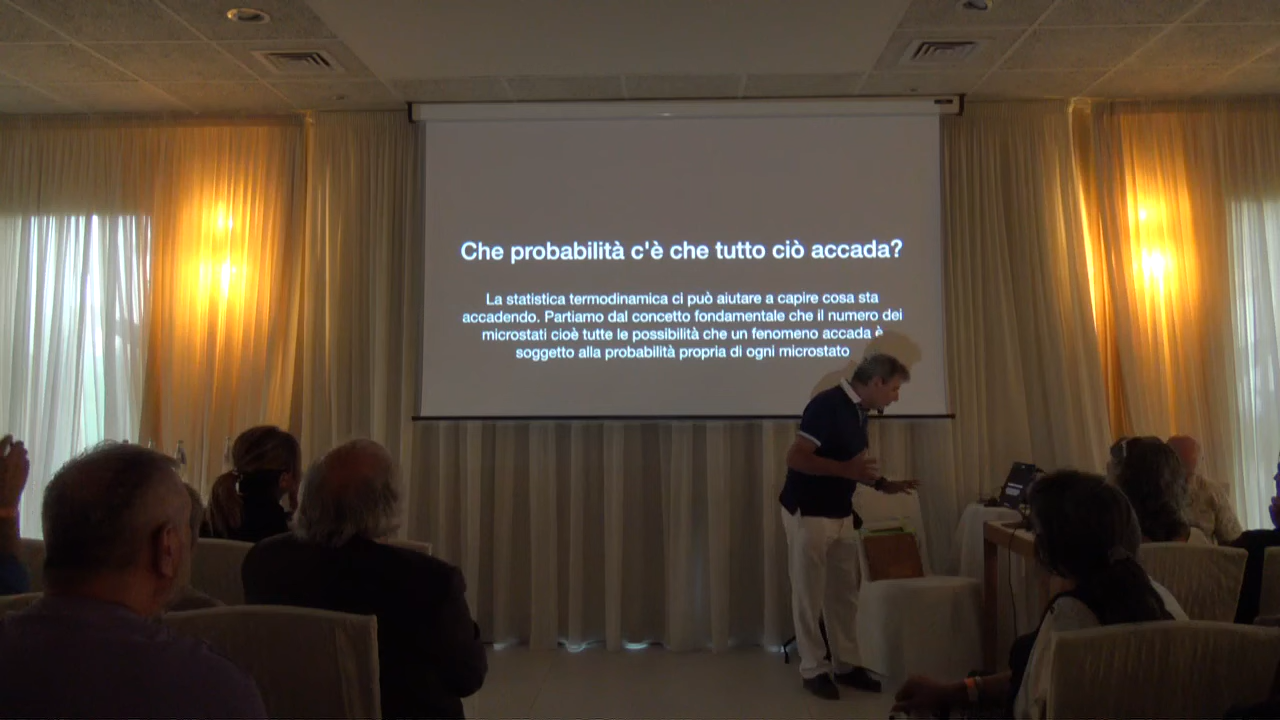 Che probabilità c'è che tutto ciò accada?
La statistica termodinamica ci può aiutare a capire cosa sta
accadendo. Partiamo dal concetto fondamentale che il numero dei
microstati cioè tutte le possibilità che un fenomeno accada è
soggetto alla probabilità propria di ogni microstato